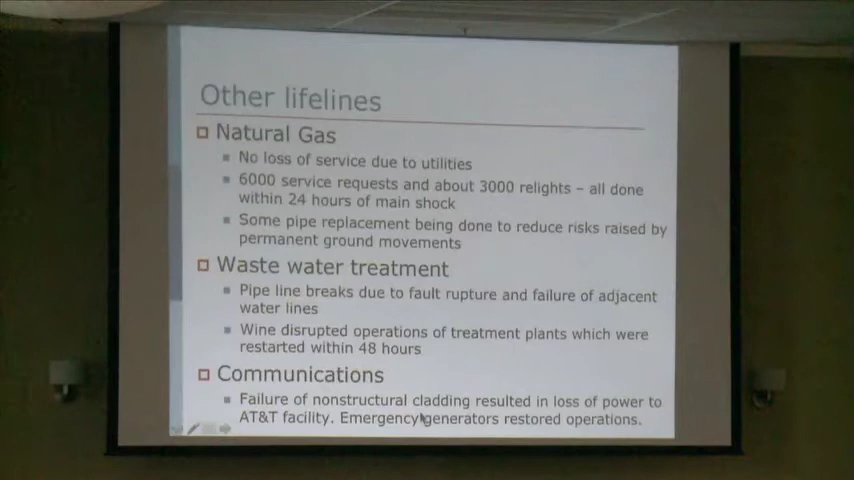 Other lifelines
Natural Gas
No loss of service due to utilities
6000 service requests and about 3000 relights – all done
within 24 hours of main shock
Some pipe replacement being done to reduce risks raised by
permanent ground movements
Waste water treatment
Pipe line breaks due to fault rupture and failure of adjacent
water lines
Wine disrupted operations of treatment plants which were
restarted within 48 hours
Communications
Failure of nonstructural cladding resulted in loss of power to
AT&T facility. Emergency generators restored operations.